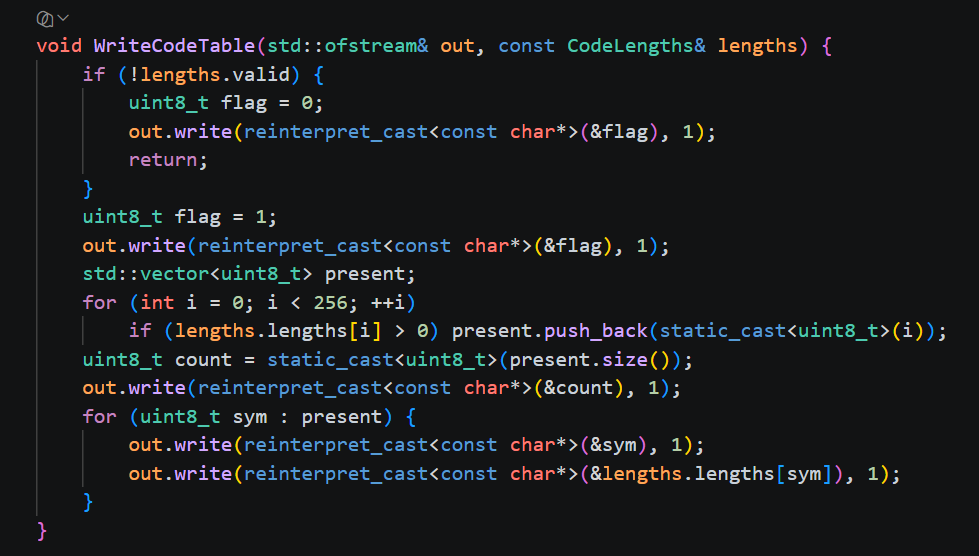 void WriteCodeTable(std::ofstream& out, const CodeLengths& lengths) {
    if (!lengths.valid) {
        uint8_t flag = 0;
        out.write(reinterpret_cast<const char*>(&flag), 1);
        return;
    }
    uint8_t flag = 1;
    out.write(reinterpret_cast<const char*>(&flag), 1);
    std::vector<uint8_t> present;
    for (int i = 0; i < 256; ++i)
        if (lengths.lengths[i] > 0) present.push_back(static_cast<uint8_t>(i));
    uint8_t count = static_cast<uint8_t>(present.size());
    out.write(reinterpret_cast<const char*>(&count), 1);
    for (uint8_t sym : present) {
        out.write(reinterpret_cast<const char*>(&sym), 1);
        out.write(reinterpret_cast<const char*>(&lengths.lengths[sym]), 1);
    }
}